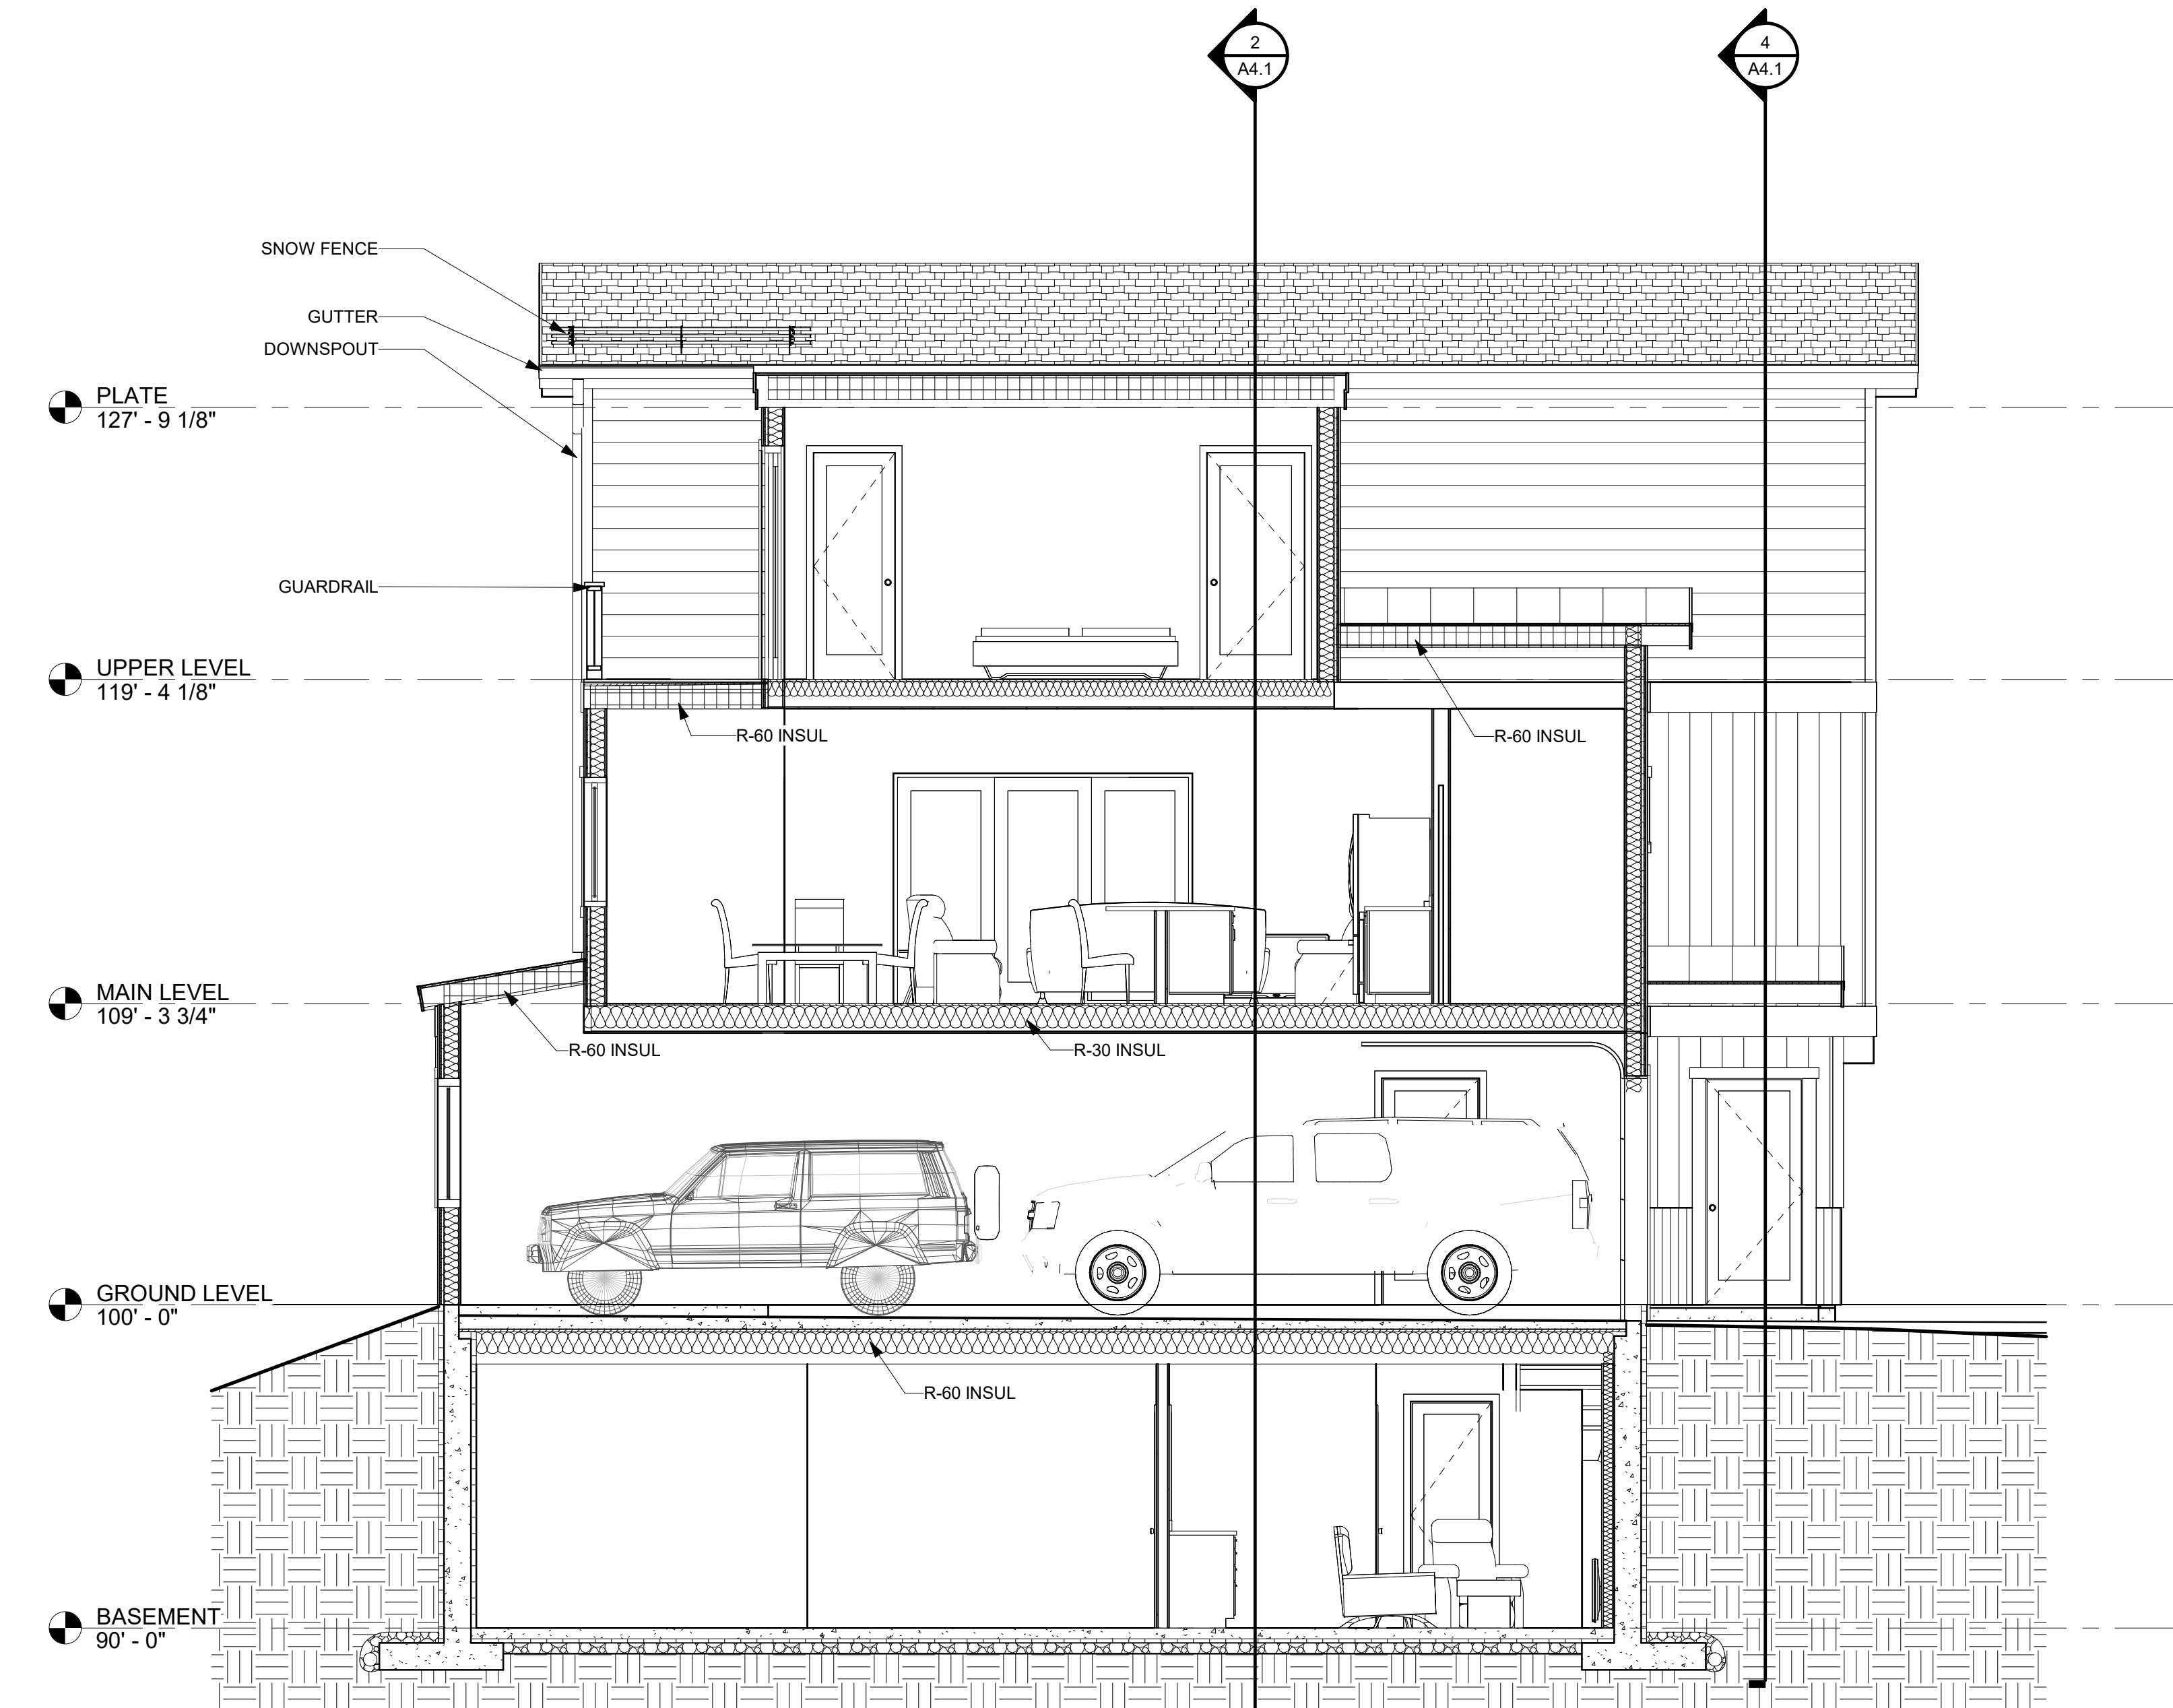 2
A4.1
4
A4.1
SNOW FENCE
GUTTER
DOWNSPOUT
PLATE
127' - 9 1/8"
GUARDRAIL
UPPER LEVEL
119' - 4 1/8"
R-60 INSUL
R-60 INSUL
MAIN LEVEL
109' - 3 3/4"
R-60 INSUL
R-30 INSUL
GROUND LEVEL
100' - 0"
R-60 INSUL
BASEMENT
90' - 0"